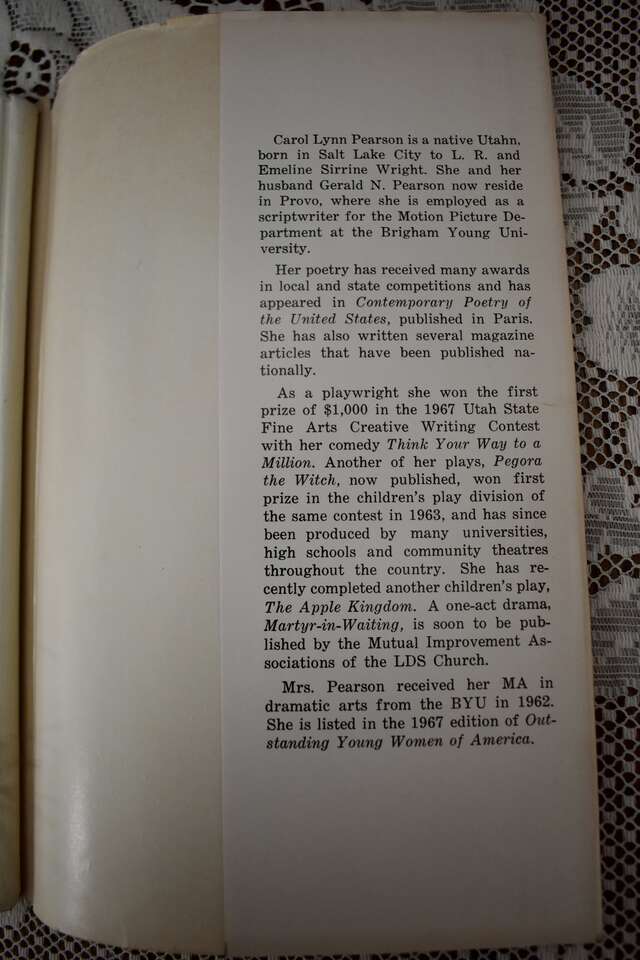 Carol Lynn Pearson is a native Utahn,
born in Salt Lake City to L. R. and
Emeline Sirrine Wright. She and her
husband Gerald N. Pearson now reside
in Provo, where she is employed as a
scriptwriter for the Motion Picture De-
partment at the Brigham Young Uni-
versity.
Her poetry has received many awards
in local and state competitions and has
appeared in Contemporary Poetry of
the United States, published in Paris.
She has also written several magazine
articles that have been published na-
tionally.
As a playwright she won the first
prize of $1,000 in the 1967 Utah State
Fine Arts Creative Writing Contest
with her comedy Think Your Way to a
Million. Another of her plays, Pegora
the Witch, now published, won first
prize in the children's play division of
the same contest in 1963, and has since
been produced by many universities,
high schools and community theatres
throughout the country. She has re-
cently completed another children's play,
The Apple Kingdom. A one-act drama,
Martyr-in-Waiting, is soon to be pub-
lished by the Mutual Improvement As-
sociations of the LDS Church.
Mrs. Pearson received her MA in
dramatic arts from the BYU in 1962.
She is listed in the 1967 edition of Out-
standing Young Women of America.